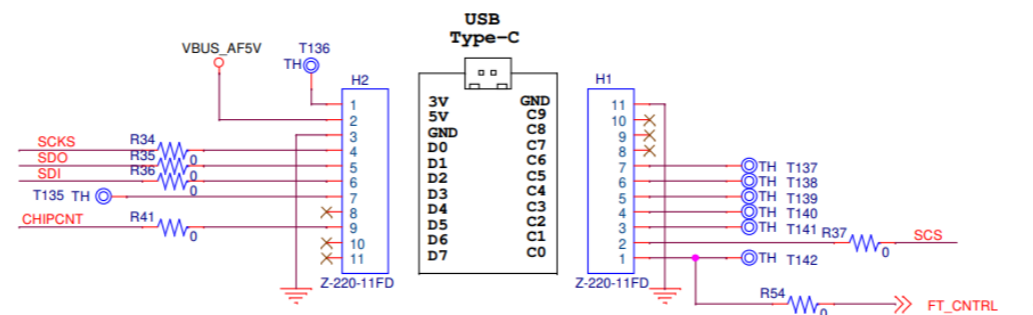 USB
Type-C
VBUS_AF5V
T136
TH
H2
H1
1
2
3
4
5
6
7
8
9
10
11
3V
5V
GND
D0
D1
D2
D3
D4
D5
D6
D7
GND
C9
C8
C7
C6
C5
C4
C3
C2
C1
C0
11
10
9
8
7
6
5
4
3
2
1
SCKS
R34
0
SDO
R35
0
SDI
R36
0
T135 TH
CHIPCNT
R41
0
TH T137
TH T138
TH T139
TH T140
TH T141
R37
0
SCS
TH T142
Z-220-11FD
Z-220-11FD
R54
0
FT_CNTRL